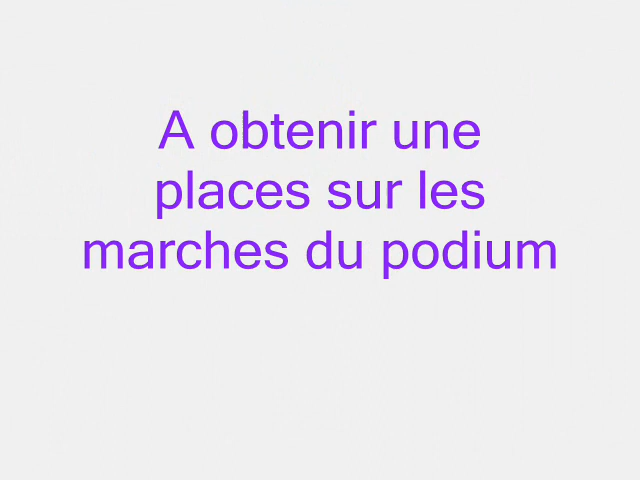 A obtenir une
places sur les
marches du podium